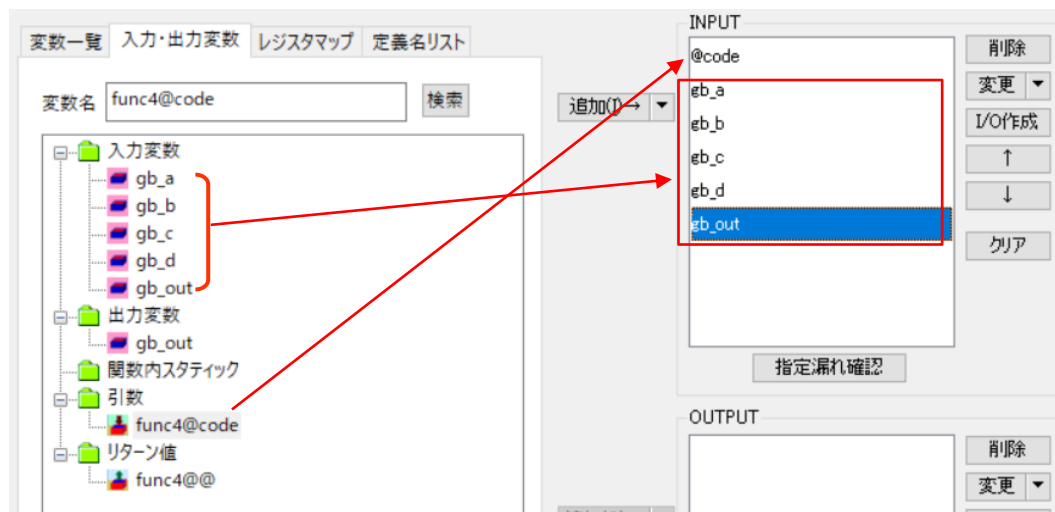 変数一覧 入力・出力変数 レジスタマップ 定義名リスト
変数名 func4@code 検索
入力変数
gb_a
gb_b
gb_c
gb_d
gb_out
出力変数
gb_out
関数内スタティック
引数
func4@code
リターン値
func4@@
追加(I)→
INPUT
@code
gb_a
gb_b
gb_c
gb_d
gb_out
削除
変更
I/O作成
↑
↓
クリア
指定漏れ確認
OUTPUT
削除
変更